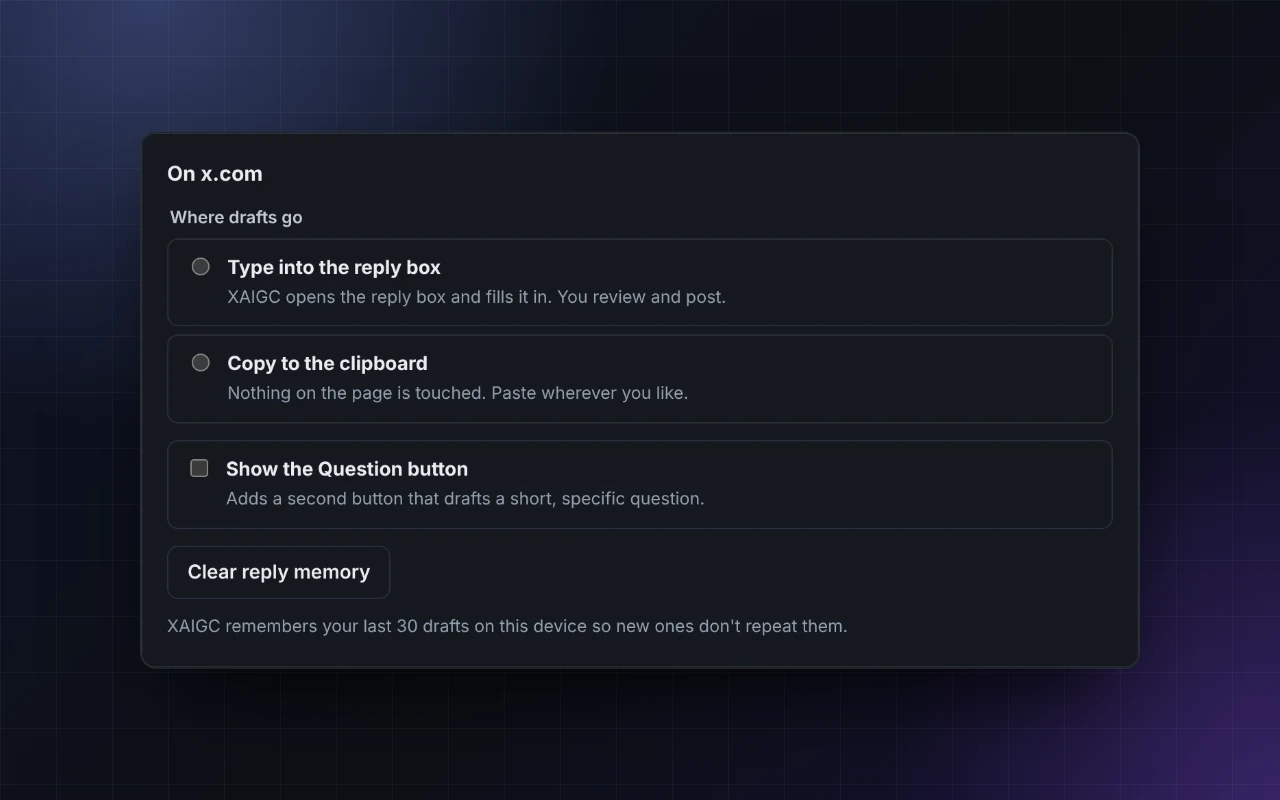 On x.com
Where drafts go
Type into the reply box
XAIGC opens the reply box and fills it in. You review and post.
Copy to the clipboard
Nothing on the page is touched. Paste wherever you like.
Show the Question button
Adds a second button that drafts a short, specific question.
Clear reply memory
XAIGC remembers your last 30 drafts on this device so new ones don't repeat them.